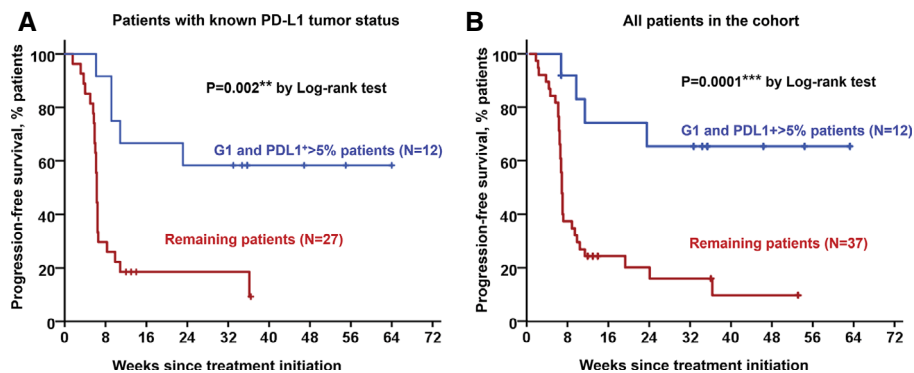 A
Patients with known PD-L1 tumor status
Progression-free survival, % patients
100
80
60
40
20
0
P=0.002** by Log-rank test
G1 and PDL1⁺>5% patients (N=12)
Remaining patients (N=27)
0 8 16 24 32 40 48 56 64 72
Weeks since treatment initiation
B
All patients in the cohort
Progression-free survival, % patients
100
80
60
40
20
0
P=0.0001*** by Log-rank test
G1 and PDL1+>5% patients (N=12)
Remaining patients (N=37)
0 8 16 24 32 40 48 56 64 72
Weeks since treatment initiation